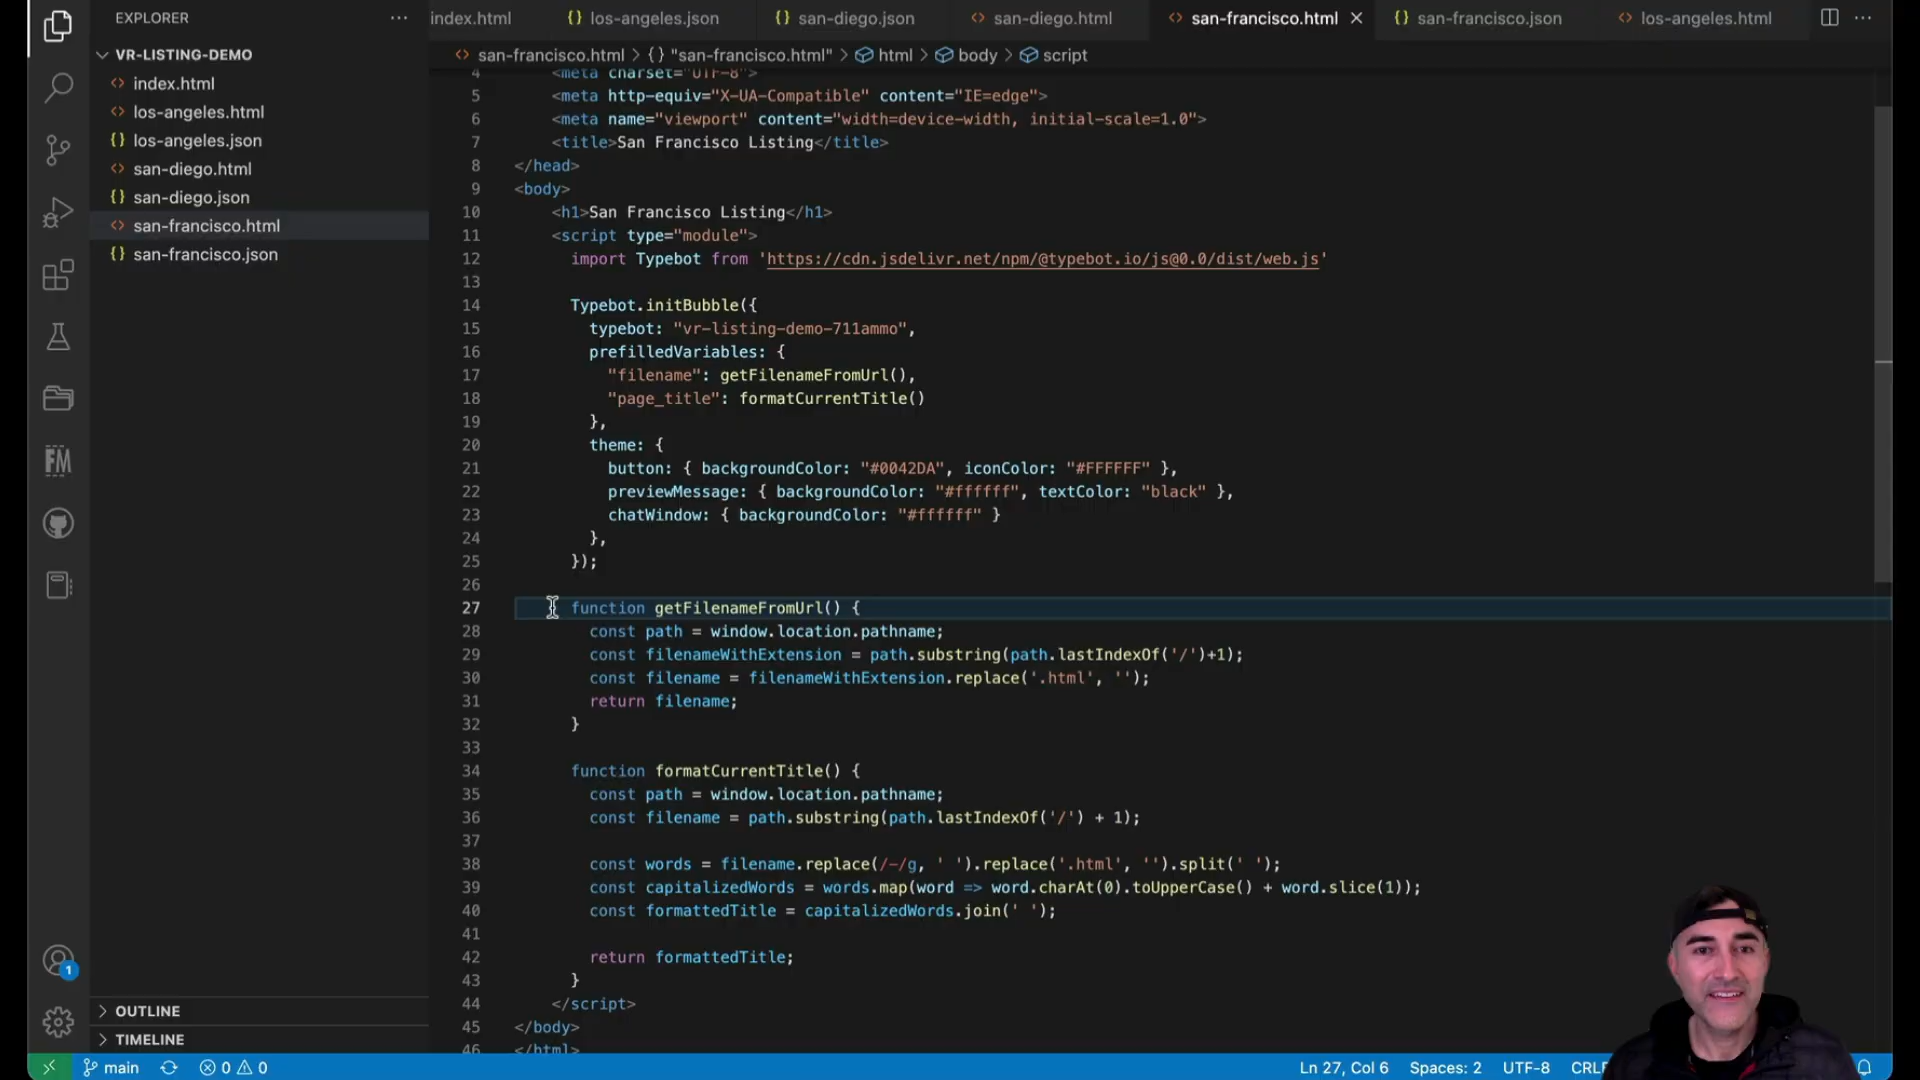 EXPLORER
VR-LISTING-DEMO
index.html
los-angeles.html
los-angeles.json
san-diego.html
san-diego.json
san-francisco.html
san-francisco.json
OUTLINE
TIMELINE
index.html {} los-angeles.json {} san-diego.json <> san-diego.html <> san-francisco.html {} san-francisco.json <> los-angeles.html
<> san-francisco.html > {} "san-francisco.html" > html > body > script
4 <meta charset="UTF-8">
5 <meta http-equiv="X-UA-Compatible" content="IE=edge">
6 <meta name="viewport" content="width=device-width, initial-scale=1.0">
7 <title>San Francisco Listing</title>
8 </head>
9 <body>
10 <h1>San Francisco Listing</h1>
11 <script type="module">
12 import Typebot from 'https://cdn.jsdelivr.net/npm/@typebot.io/js@0.0/dist/web.js'
13
14 Typebot.initBubble({
15 typebot: "vr-listing-demo-711ammo",
16 prefilledVariables: {
17 "filename": getFilenameFromUrl(),
18 "page_title": formatCurrentTitle()
19 },
20 theme: {
21 button: { backgroundColor: "#0042DA", iconColor: "#FFFFFF" },
22 previewMessage: { backgroundColor: "#ffffff", textColor: "black" },
23 chatWindow: { backgroundColor: "#ffffff" }
24 },
25 });
26
27 function getFilenameFromUrl() {
28 const path = window.location.pathname;
29 const filenameWithExtension = path.substring(path.lastIndexOf('/')+1);
30 const filename = filenameWithExtension.replace('.html', '');
31 return filename;
32 }
33
34 function formatCurrentTitle() {
35 const path = window.location.pathname;
36 const filename = path.substring(path.lastIndexOf('/') + 1);
37
38 const words = filename.replace(/-/g, ' ').replace('.html', '').split(' ');
39 const capitalizedWords = words.map(word => word.charAt(0).toUpperCase() + word.slice(1));
40 const formattedTitle = capitalizedWords.join(' ');
41
42 return formattedTitle;
43 }
44 </script>
45 </body>
46 </html>
FM
1
main 0 0 Ln 27, Col 6 Spaces: 2 UTF-8 CRLF